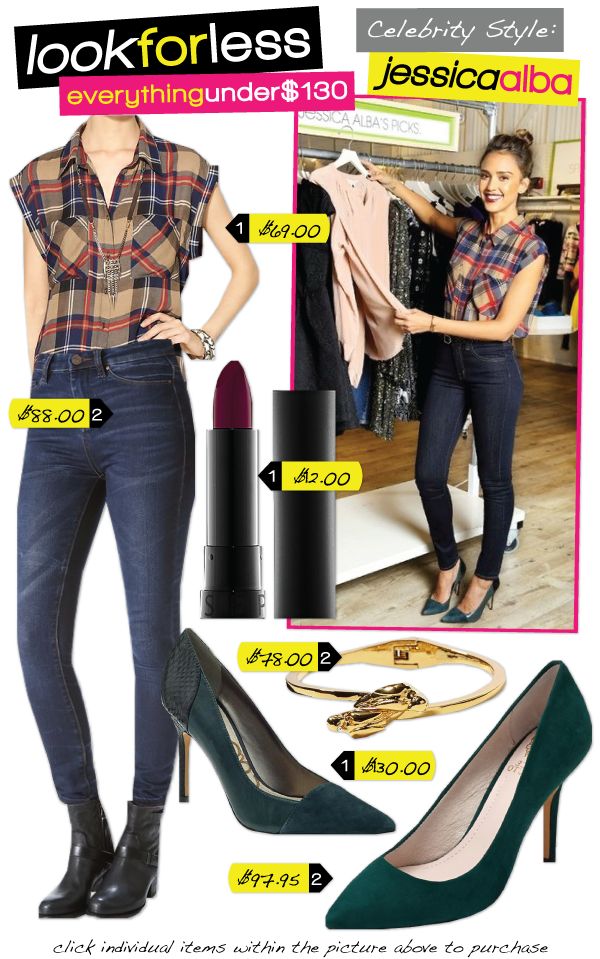 lookforless
everythingunder$130
Celebrity Style:
jessicaalba
JESSICA ALBA'S PICKS.
1 $69.00
$88.00 2
1 $12.00
$78.00 2
1 $130.00
$97.95 2
click individual items within the picture above to purchase